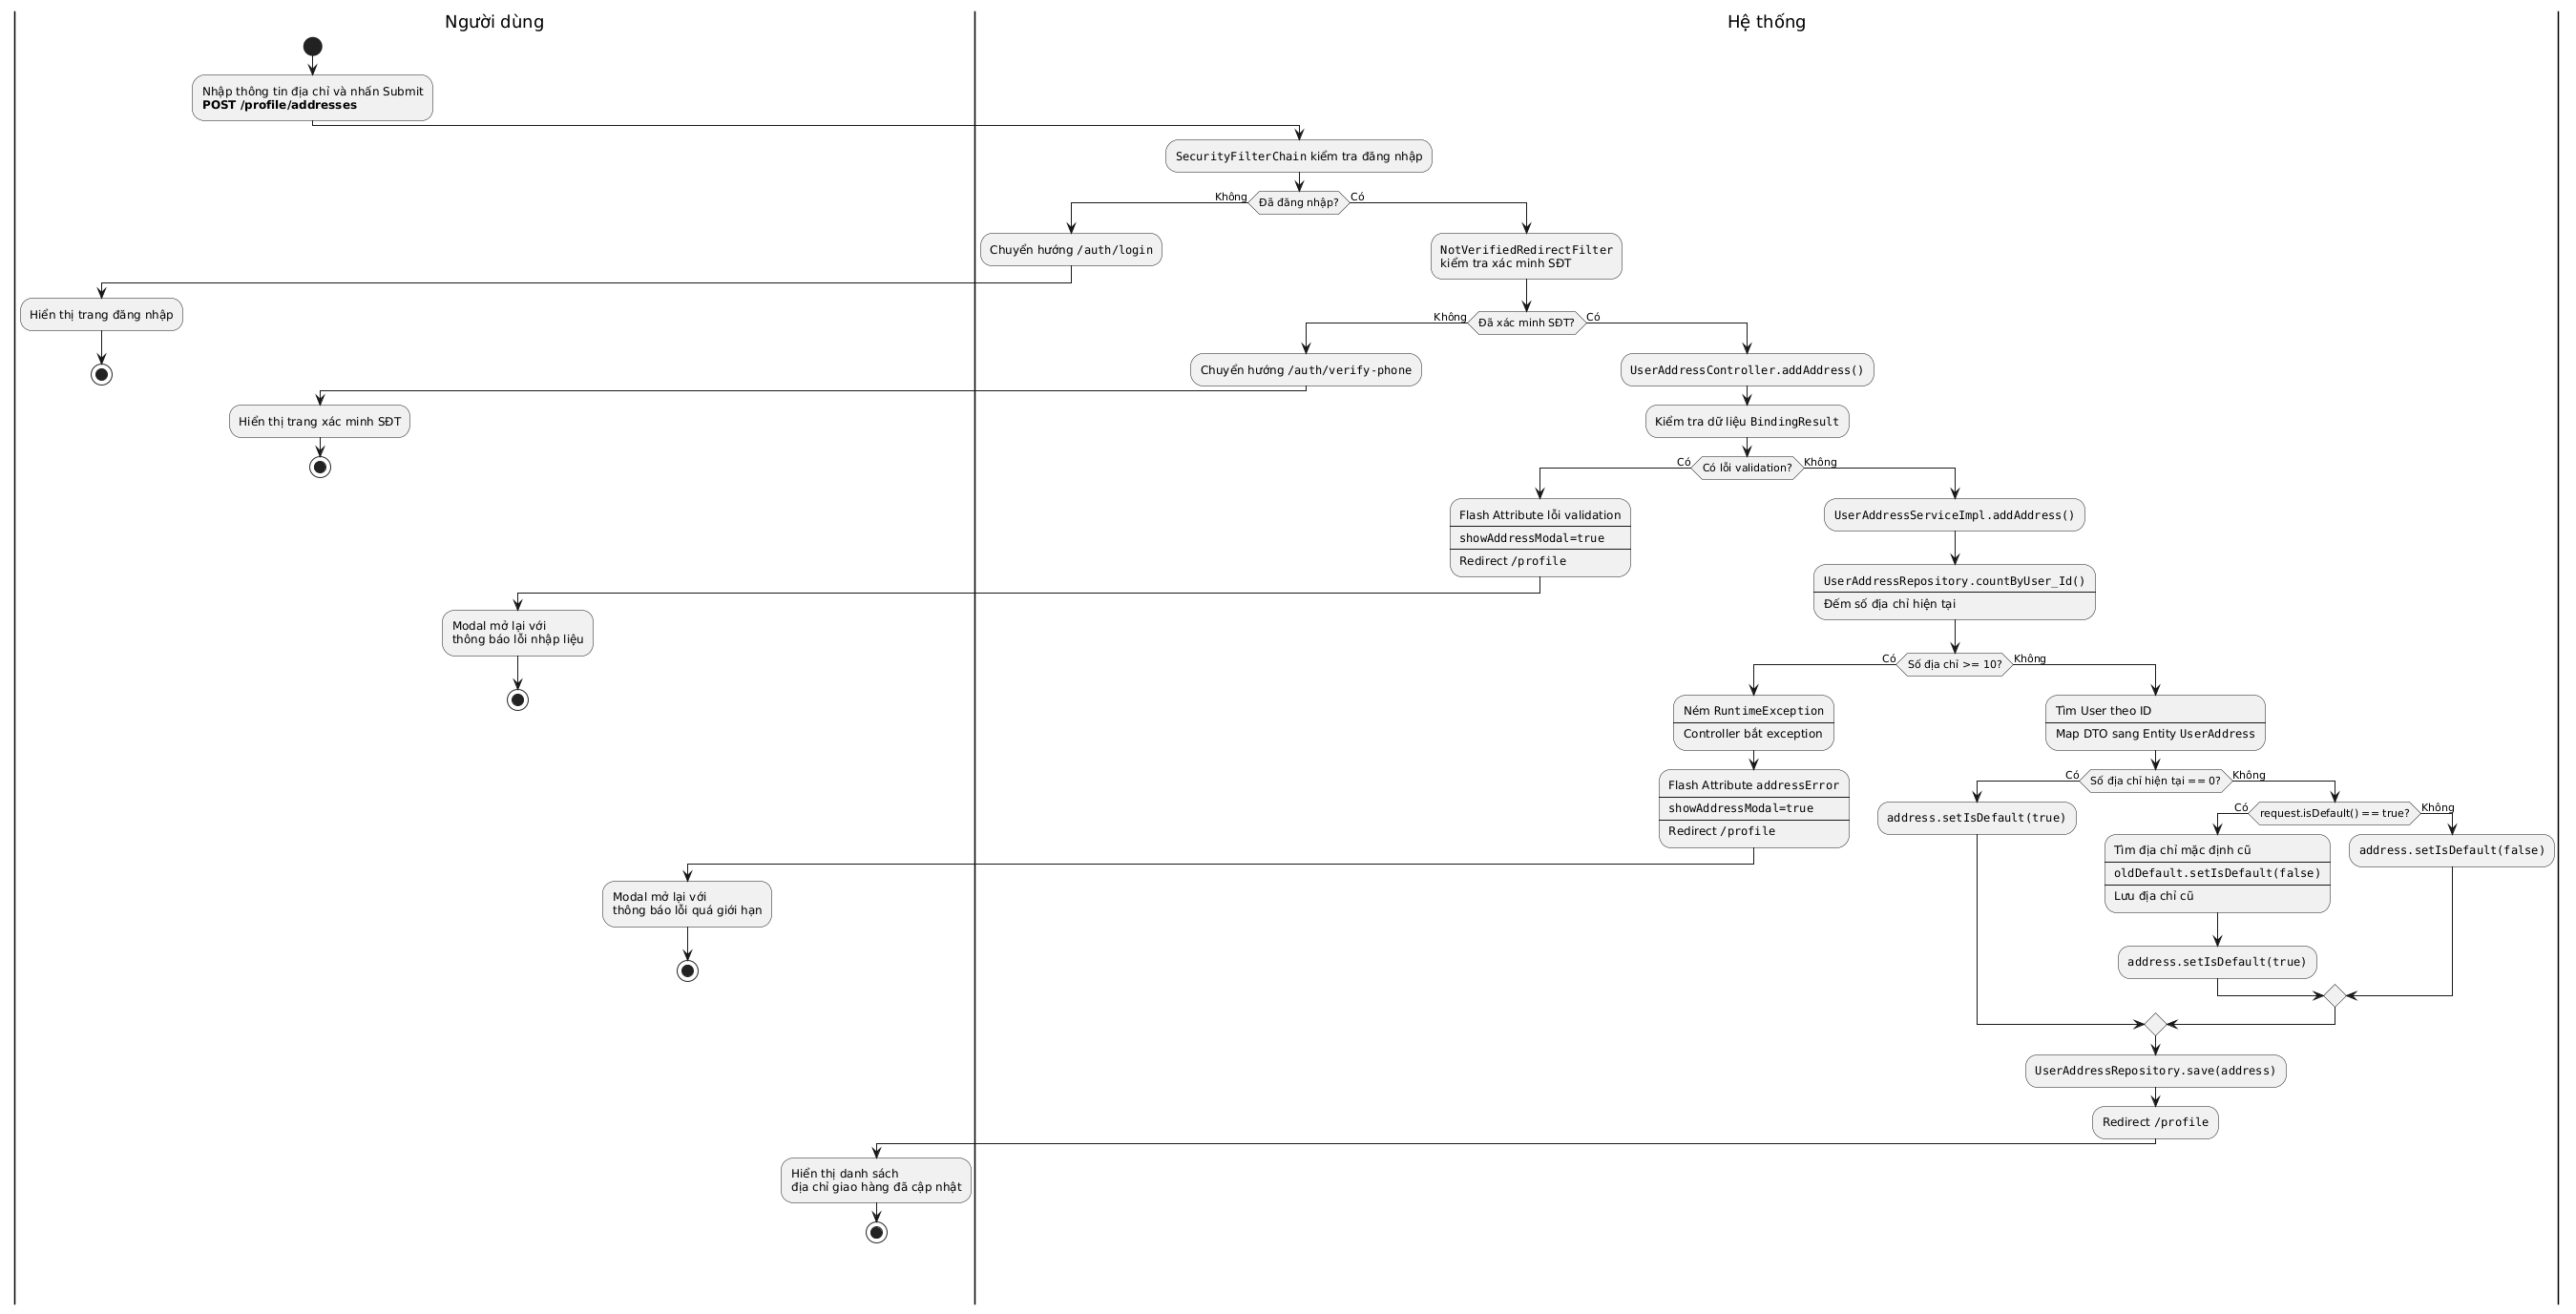 Người dùng
Hệ thống
Nhập thông tin địa chỉ và nhấn Submit
POST /profile/addresses
SecurityFilterChain kiểm tra đăng nhập
Không
Đã đăng nhập?
Có
Chuyển hướng /auth/login
NotVerifiedRedirectFilter
kiểm tra xác minh SĐT
Hiển thị trang đăng nhập
Không
Đã xác minh SĐT?
Có
Chuyển hướng /auth/verify-phone
UserAddressController.addAddress()
Hiển thị trang xác minh SĐT
Kiểm tra dữ liệu BindingResult
Có
Có lỗi validation?
Không
Flash Attribute lỗi validation
showAddressModal=true
Redirect /profile
UserAddressServiceImpl.addAddress()
UserAddressRepository.countByUser_Id()
Đếm số địa chỉ hiện tại
Modal mở lại với
thông báo lỗi nhập liệu
Có
Số địa chỉ >= 10?
Không
Ném RuntimeException
Controller bắt exception
Tìm User theo ID
Map DTO sang Entity UserAddress
Flash Attribute addressError
showAddressModal=true
Redirect /profile
Có
Số địa chỉ hiện tại == 0?
Không
address.setIsDefault(true)
Có
request.isDefault() == true?
Không
Tìm địa chỉ mặc định cũ
oldDefault.setIsDefault(false)
Lưu địa chỉ cũ
address.setIsDefault(false)
Modal mở lại với
thông báo lỗi quá giới hạn
address.setIsDefault(true)
UserAddressRepository.save(address)
Redirect /profile
Hiển thị danh sách
địa chỉ giao hàng đã cập nhật